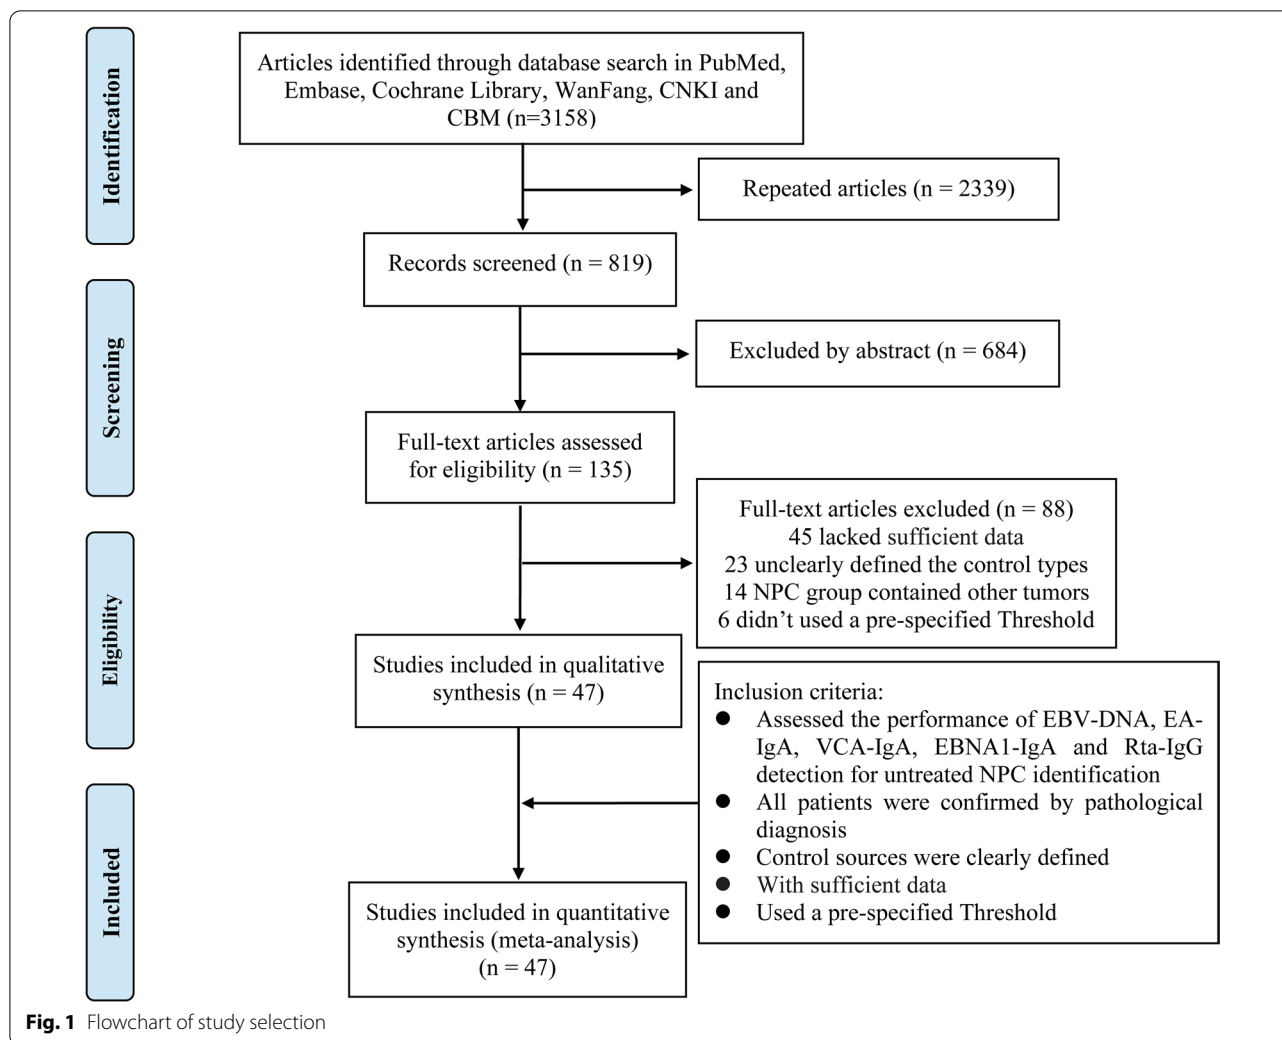 Identification
Articles identified through database search in PubMed,
Embase, Cochrane Library, WanFang, CNKI and
CBM (n=3158)
Repeated articles (n = 2339)
Records screened (n = 819)
Screening
Excluded by abstract (n = 684)
Full-text articles assessed
for eligibility (n = 135)
Full-text articles excluded (n = 88)
45 lacked sufficient data
23 unclearly defined the control types
14 NPC group contained other tumors
6 didn't used a pre-specified Threshold
Eligibility
Studies included in qualitative
synthesis (n = 47)
Inclusion criteria:
● Assessed the performance of EBV-DNA, EA-
IgA, VCA-IgA, EBNA1-IgA and Rta-IgG
detection for untreated NPC identification
● All patients were confirmed by pathological
diagnosis
● Control sources were clearly defined
● With sufficient data
● Used a pre-specified Threshold
Included
Studies included in quantitative
synthesis (meta-analysis)
(n = 47)
Fig. 1 Flowchart of study selection